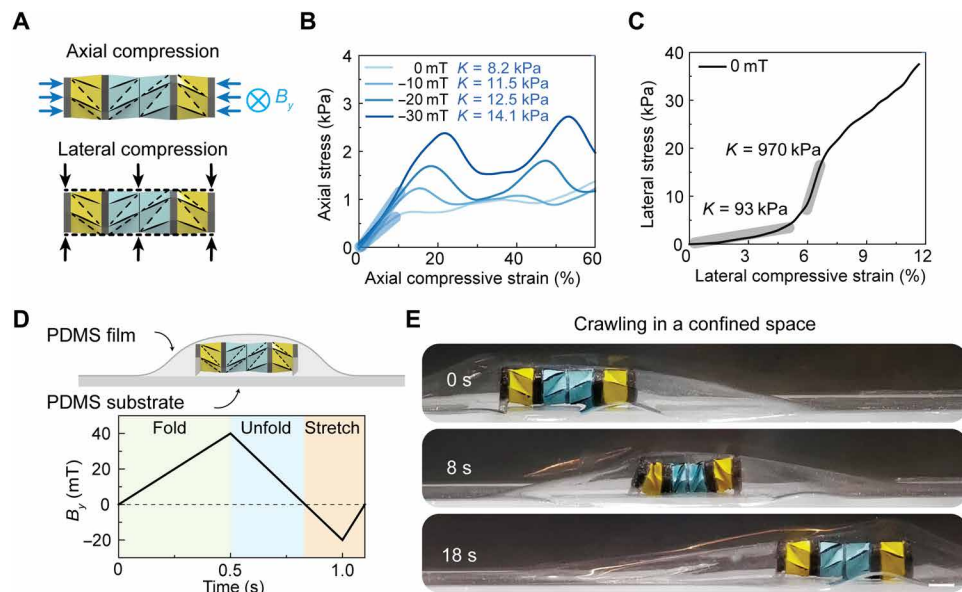 A
Axial compression
B_y
Lateral compression
B
0 mT K = 8.2 kPa
−10 mT K = 11.5 kPa
−20 mT K = 12.5 kPa
−30 mT K = 14.1 kPa
Axial stress (kPa)
4
3
2
1
0
0 20 40 60
Axial compressive strain (%)
C
0 mT
K = 970 kPa
K = 93 kPa
Lateral stress (kPa)
40
30
20
10
0
0 3 6 9 12
Lateral compressive strain (%)
D
PDMS film
PDMS substrate
Fold Unfold Stretch
B_y (mT)
40
20
0
−20
0 0.5 1.0
Time (s)
E
Crawling in a confined space
0 s
8 s
18 s